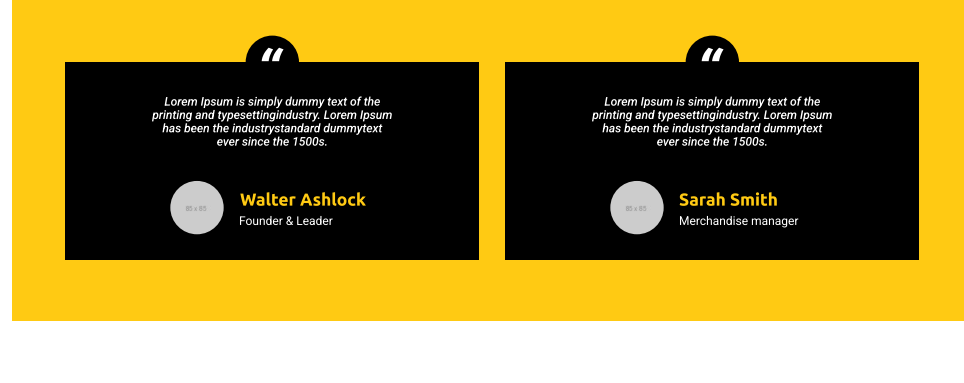 “
Lorem Ipsum is simply dummy text of the
printing and typesettingindustry. Lorem Ipsum
has been the industrystandard dummytext
ever since the 1500s.
85 x 85
Walter Ashlock
Founder & Leader
“
Lorem Ipsum is simply dummy text of the
printing and typesettingindustry. Lorem Ipsum
has been the industrystandard dummytext
ever since the 1500s.
85 x 85
Sarah Smith
Merchandise manager